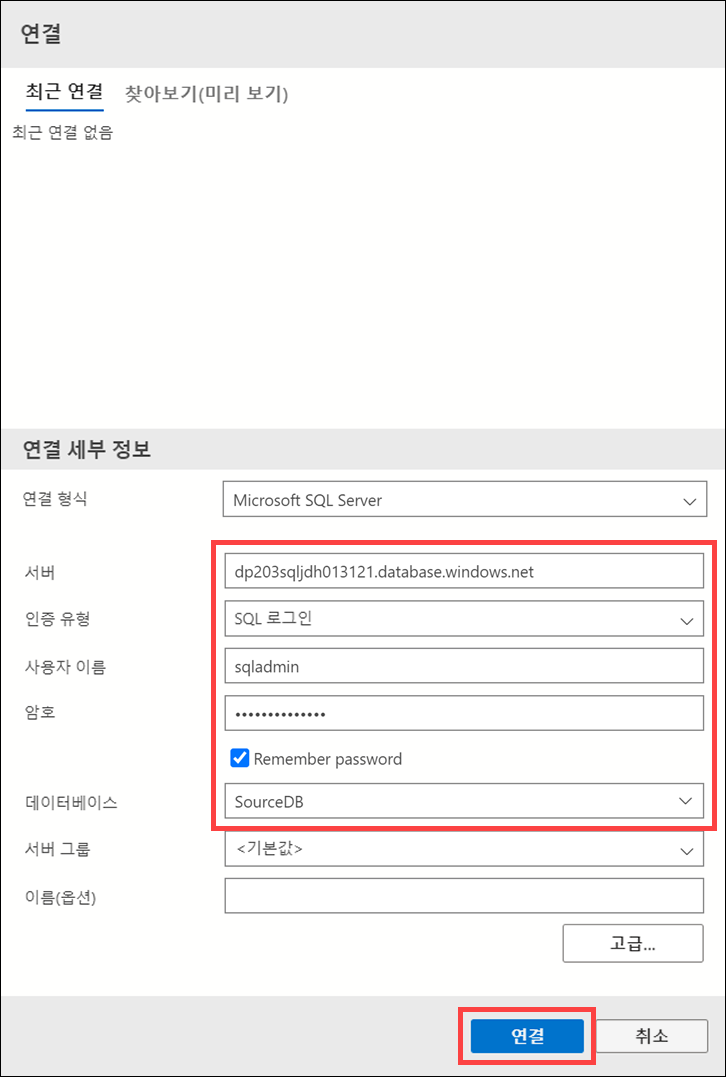 연결
최근 연결 찾아보기(미리 보기)
최근 연결 없음
연결 세부 정보
연결 형식 Microsoft SQL Server
서버 dp203sqljdh013121.database.windows.net
인증 유형 SQL 로그인
사용자 이름 sqladmin
암호 ••••••••••••••
Remember password
데이터베이스 SourceDB
서버 그룹 <기본값>
이름(옵션)
고급...
연결 취소